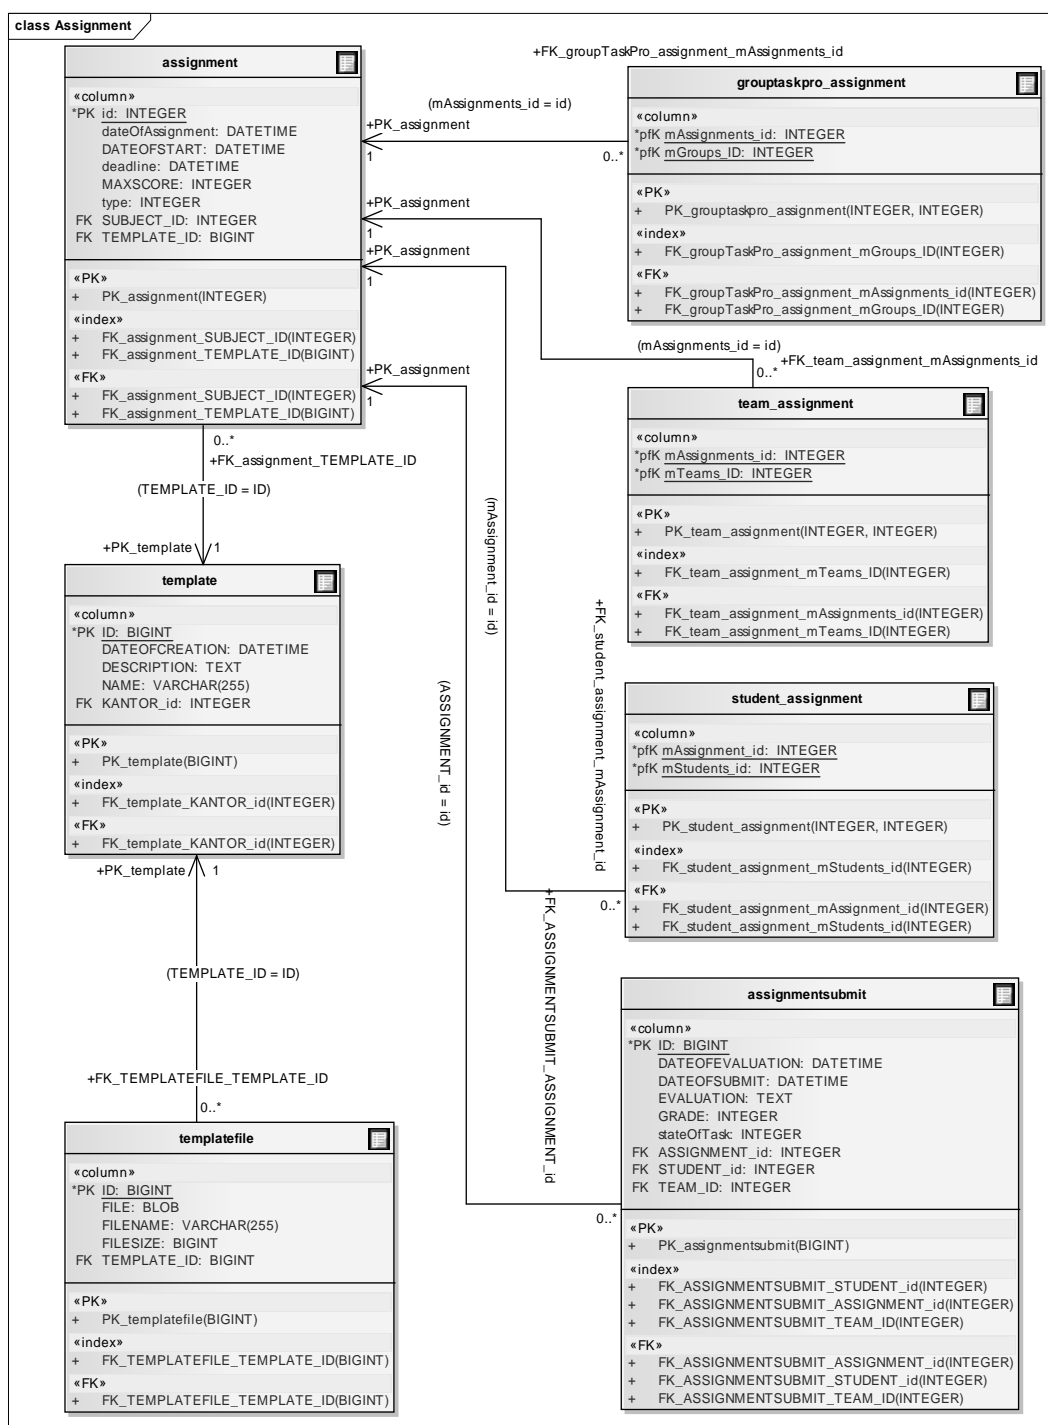 class Assignment
assignment
«column»
*PK id: INTEGER
dateOfAssignment: DATETIME
DATEOFSTART: DATETIME
deadline: DATETIME
MAXSCORE: INTEGER
type: INTEGER
FK SUBJECT_ID: INTEGER
FK TEMPLATE_ID: BIGINT
«PK»
+ PK_assignment(INTEGER)
«index»
+ FK_assignment_SUBJECT_ID(INTEGER)
+ FK_assignment_TEMPLATE_ID(BIGINT)
«FK»
+ FK_assignment_SUBJECT_ID(INTEGER)
+ FK_assignment_TEMPLATE_ID(BIGINT)
+FK_groupTaskPro_assignment_mAssignments_id
(mAssignments_id = id)
+PK_assignment
1
0..*
grouptaskpro_assignment
«column»
*pfK mAssignments_id: INTEGER
*pfK mGroups_ID: INTEGER
«PK»
+ PK_grouptaskpro_assignment(INTEGER, INTEGER)
«index»
+ FK_groupTaskPro_assignment_mGroups_ID(INTEGER)
«FK»
+ FK_groupTaskPro_assignment_mAssignments_id(INTEGER)
+ FK_groupTaskPro_assignment_mGroups_ID(INTEGER)
+PK_assignment
1
+PK_assignment
1
+PK_assignment
1
(mAssignments_id = id)
+FK_team_assignment_mAssignments_id
0..*
team_assignment
«column»
*pfK mAssignments_id: INTEGER
*pfK mTeams_ID: INTEGER
«PK»
+ PK_team_assignment(INTEGER, INTEGER)
«index»
+ FK_team_assignment_mTeams_ID(INTEGER)
«FK»
+ FK_team_assignment_mAssignments_id(INTEGER)
+ FK_team_assignment_mTeams_ID(INTEGER)
0..*
+FK_assignment_TEMPLATE_ID
(TEMPLATE_ID = ID)
+PK_template
1
template
«column»
*PK ID: BIGINT
DATEOFCREATION: DATETIME
DESCRIPTION: TEXT
NAME: VARCHAR(255)
FK KANTOR_id: INTEGER
«PK»
+ PK_template(BIGINT)
«index»
+ FK_template_KANTOR_id(INTEGER)
«FK»
+ FK_template_KANTOR_id(INTEGER)
+PK_template
1
(mAssignment_id = id)
+FK_student_assignment_mAssignment_id
0..*
student_assignment
«column»
*pfK mAssignment_id: INTEGER
*pfK mStudents_id: INTEGER
«PK»
+ PK_student_assignment(INTEGER, INTEGER)
«index»
+ FK_student_assignment_mStudents_id(INTEGER)
«FK»
+ FK_student_assignment_mAssignment_id(INTEGER)
+ FK_student_assignment_mStudents_id(INTEGER)
(ASSIGNMENT_id = id)
+FK_ASSIGNMENTSUBMIT_ASSIGNMENT_id
0..*
(TEMPLATE_ID = ID)
+FK_TEMPLATEFILE_TEMPLATE_ID
0..*
templatefile
«column»
*PK ID: BIGINT
FILE: BLOB
FILENAME: VARCHAR(255)
FILESIZE: BIGINT
FK TEMPLATE_ID: BIGINT
«PK»
+ PK_templatefile(BIGINT)
«index»
+ FK_TEMPLATEFILE_TEMPLATE_ID(BIGINT)
«FK»
+ FK_TEMPLATEFILE_TEMPLATE_ID(BIGINT)
assignmentsubmit
«column»
*PK ID: BIGINT
DATEOFEVALUATION: DATETIME
DATEOFSUBMIT: DATETIME
EVALUATION: TEXT
GRADE: INTEGER
stateOfTask: INTEGER
FK ASSIGNMENT_id: INTEGER
FK STUDENT_id: INTEGER
FK TEAM_ID: INTEGER
«PK»
+ PK_assignmentsubmit(BIGINT)
«index»
+ FK_ASSIGNMENTSUBMIT_STUDENT_id(INTEGER)
+ FK_ASSIGNMENTSUBMIT_ASSIGNMENT_id(INTEGER)
+ FK_ASSIGNMENTSUBMIT_TEAM_ID(INTEGER)
«FK»
+ FK_ASSIGNMENTSUBMIT_ASSIGNMENT_id(INTEGER)
+ FK_ASSIGNMENTSUBMIT_STUDENT_id(INTEGER)
+ FK_ASSIGNMENTSUBMIT_TEAM_ID(INTEGER)